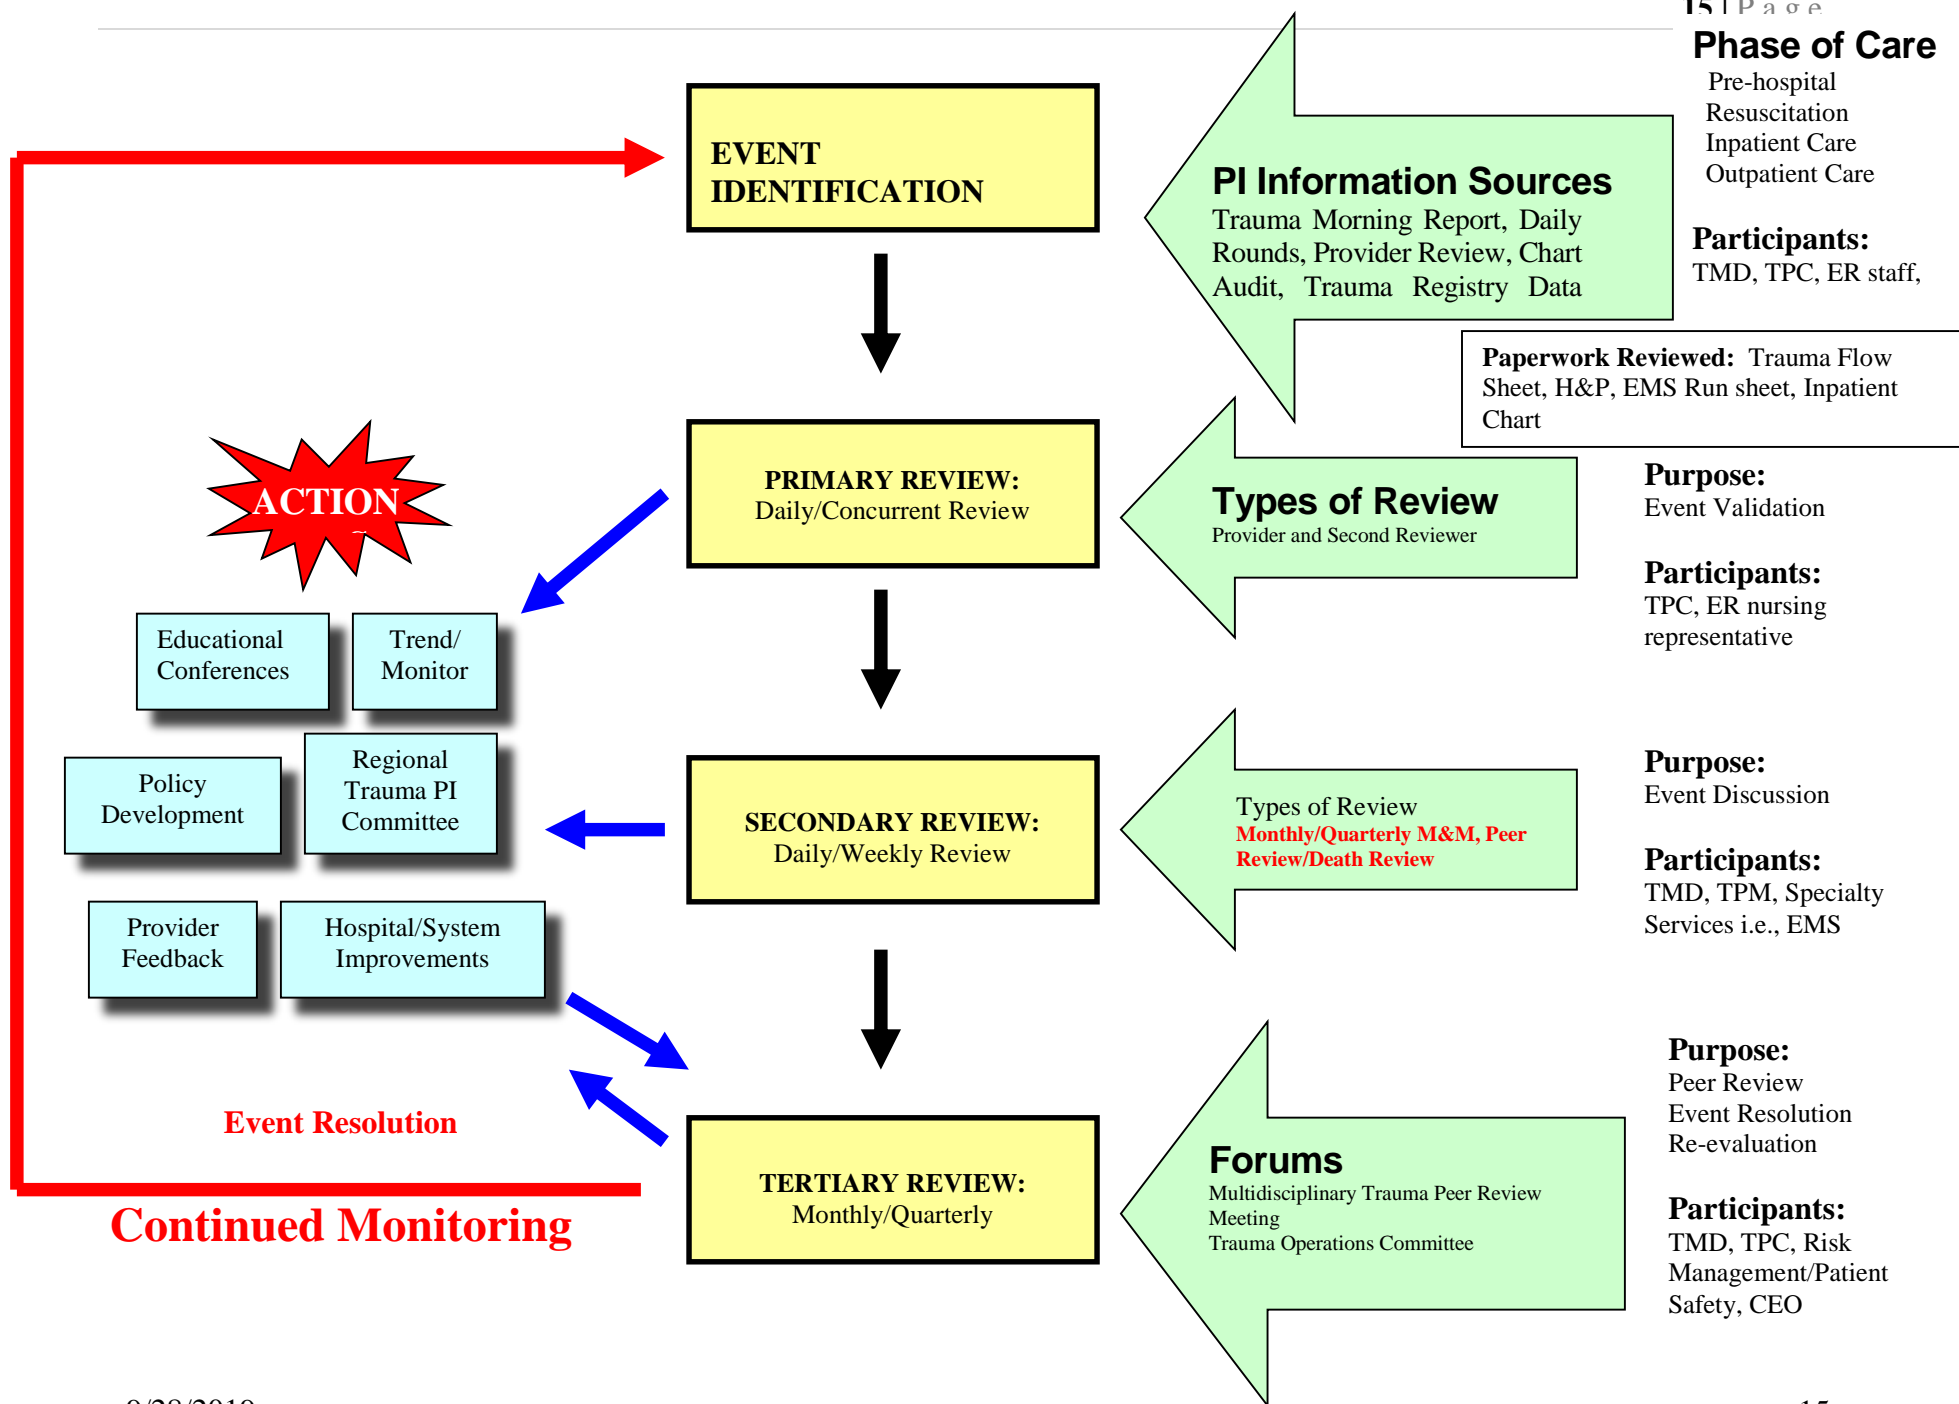 15 | P a g e
Phase of Care
Pre-hospital
Resuscitation
Inpatient Care
Outpatient Care
Participants:
TMD, TPC, ER staff,
EVENT
IDENTIFICATION
PI Information Sources
Trauma Morning Report, Daily
Rounds, Provider Review, Chart
Audit, Trauma Registry Data
Paperwork Reviewed: Trauma Flow
Sheet, H&P, EMS Run sheet, Inpatient
Chart
ACTION
PRIMARY REVIEW:
Daily/Concurrent Review
Types of Review
Provider and Second Reviewer
Purpose:
Event Validation
Participants:
TPC, ER nursing
representative
Educational
Conferences
Trend/
Monitor
Policy
Development
Regional
Trauma PI
Committee
Provider
Feedback
Hospital/System
Improvements
SECONDARY REVIEW:
Daily/Weekly Review
Types of Review
Monthly/Quarterly M&M, Peer
Review/Death Review
Purpose:
Event Discussion
Participants:
TMD, TPM, Specialty
Services i.e., EMS
Event Resolution
Continued Monitoring
TERTIARY REVIEW:
Monthly/Quarterly
Forums
Multidisciplinary Trauma Peer Review
Meeting
Trauma Operations Committee
Purpose:
Peer Review
Event Resolution
Re-evaluation
Participants:
TMD, TPC, Risk
Management/Patient
Safety, CEO
15